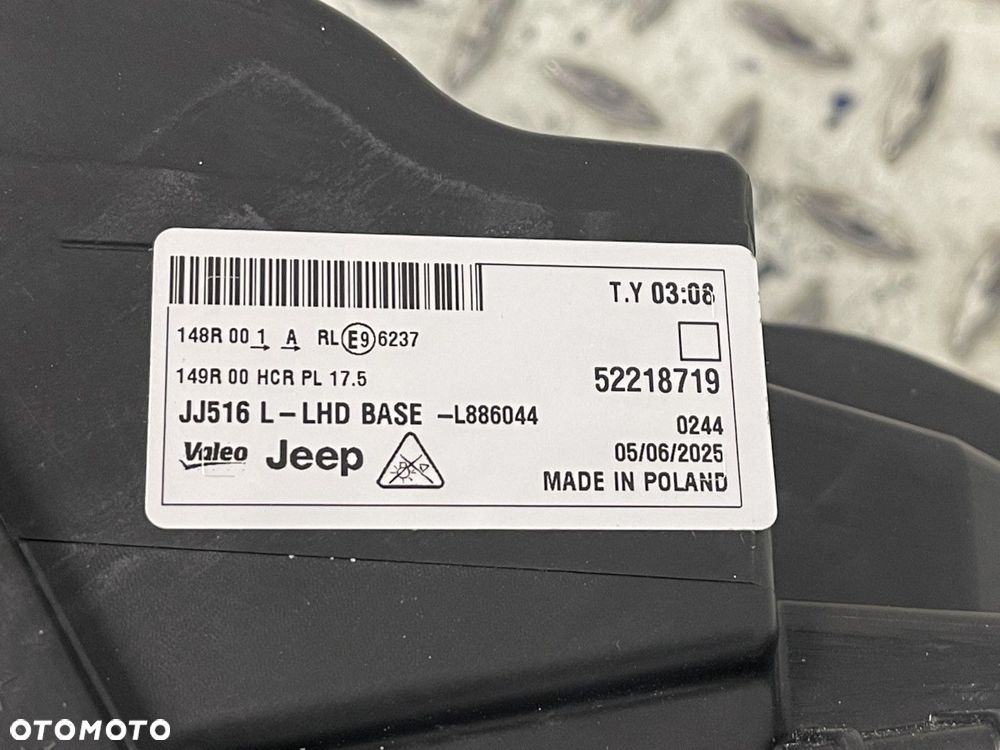 T.Y 03:08
148R 00 1 A RL E9 6237
149R 00 HCR PL 17.5
52218719
JJ516 L-LHD BASE -L886044
0244
Valeo Jeep
05/06/2025
MADE IN POLAND
OTOMOTO